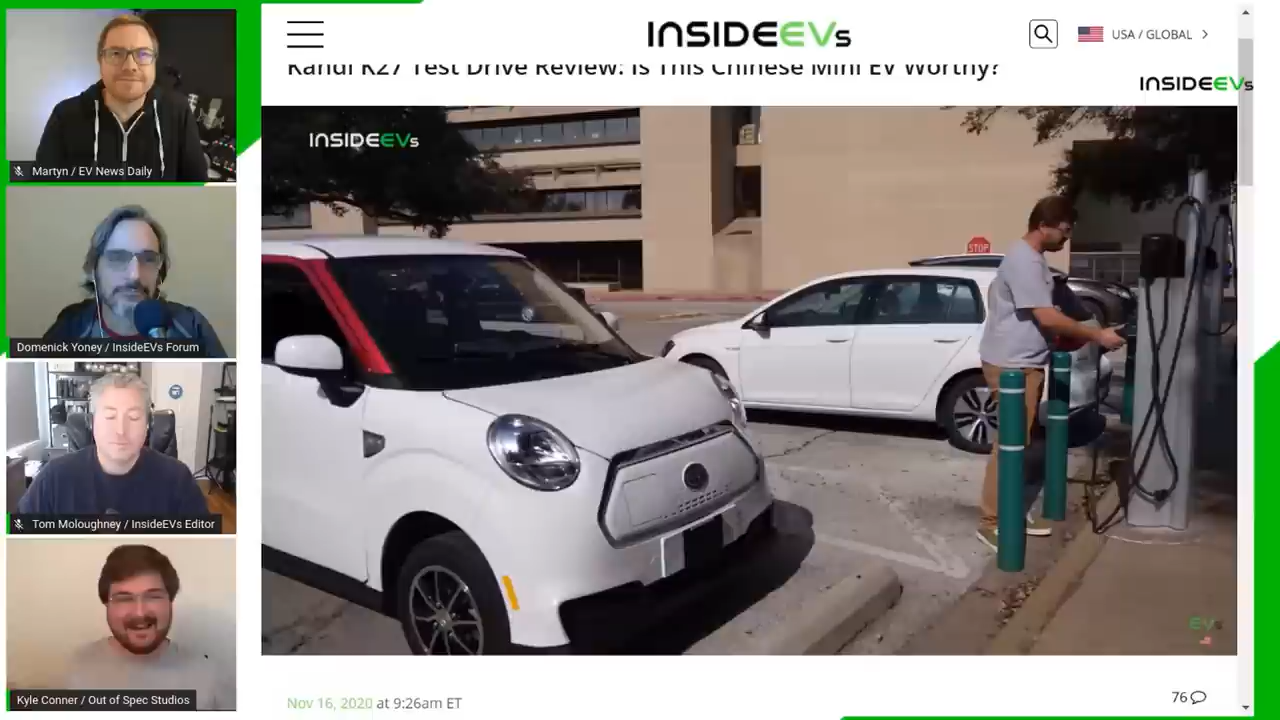 INSIDEEVs
USA / GLOBAL
Kandi K27 Test Drive Review: Is This Chinese Mini EV Worthy?
INSIDEEVs
INSIDEEVs
STOP
Martyn / EV News Daily
Domenick Yoney / InsideEVs Forum
Tom Moloughney / InsideEVs Editor
Kyle Conner / Out of Spec Studios
EVs
Nov 16, 2020 at 9:26am ET
76